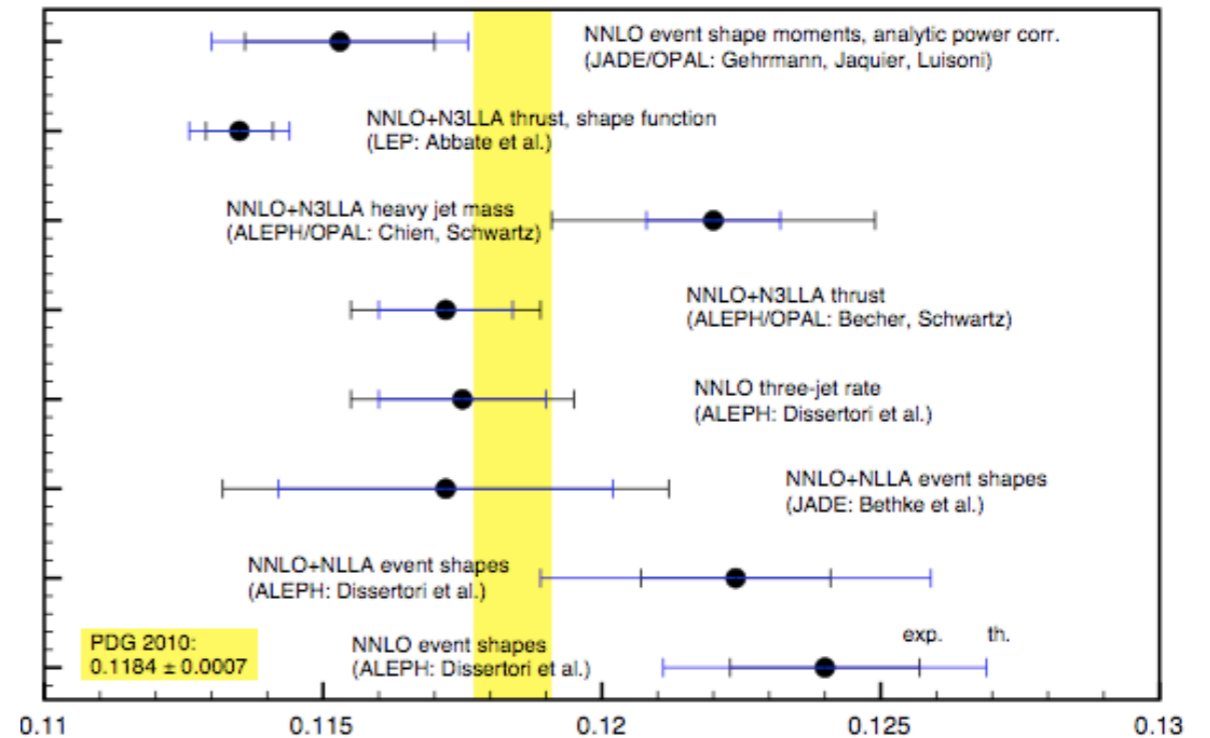 NNLO event shape moments, analytic power corr.
(JADE/OPAL: Gehrmann, Jaquier, Luisoni)
NNLO+N3LLA thrust, shape function
(LEP: Abbate et al.)
NNLO+N3LLA heavy jet mass
(ALEPH/OPAL: Chien, Schwartz)
NNLO+N3LLA thrust
(ALEPH/OPAL: Becher, Schwartz)
NNLO three-jet rate
(ALEPH: Dissertori et al.)
NNLO+NLLA event shapes
(JADE: Bethke et al.)
NNLO+NLLA event shapes
(ALEPH: Dissertori et al.)
exp. th.
PDG 2010:
0.1184 ± 0.0007
NNLO event shapes
(ALEPH: Dissertori et al.)
0.11 0.115 0.12 0.125 0.13